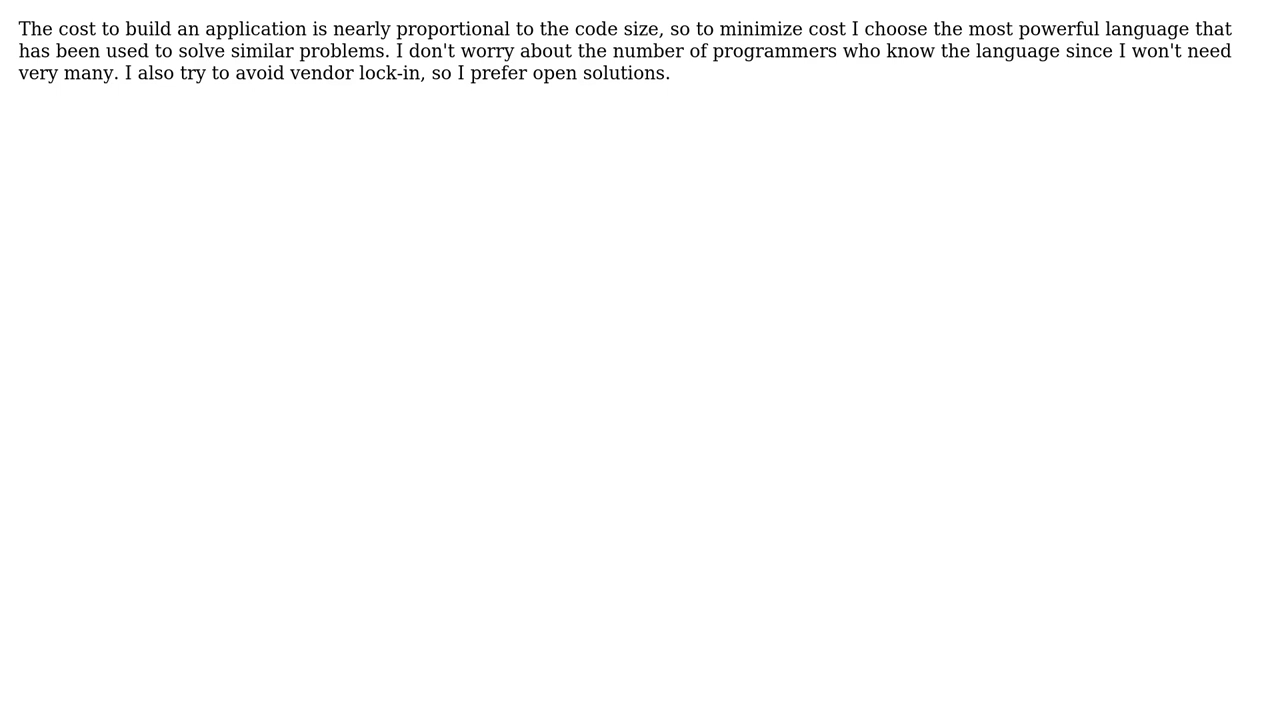 The cost to build an application is nearly proportional to the code size, so to minimize cost I choose the most powerful language that
has been used to solve similar problems. I don't worry about the number of programmers who know the language since I won't need
very many. I also try to avoid vendor lock-in, so I prefer open solutions.